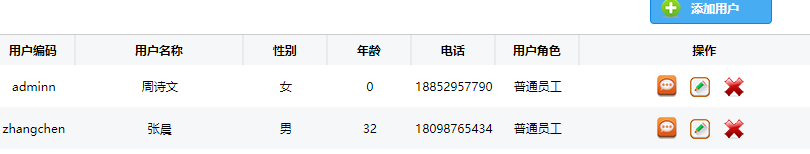 添加用户
用户编码 用户名称 性别 年龄 电话 用户角色 操作
adminn 周诗文 女 0 18852957790 普通员工
zhangchen 张晨 男 32 18098765434 普通员工